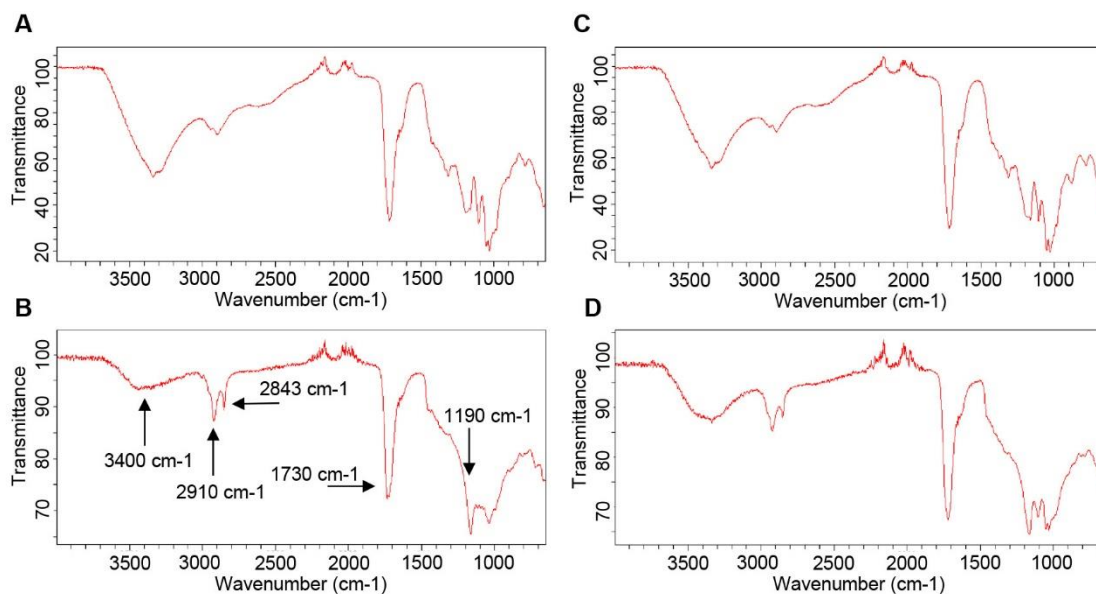 A
Transmittance
100
80
60
40
20
3500 3000 2500 2000 1500 1000
Wavenumber (cm-1)
C
Transmittance
100
80
60
40
20
3500 3000 2500 2000 1500 1000
Wavenumber (cm-1)
B
Transmittance
100
90
80
70
2843 cm-1
1190 cm-1
3400 cm-1
1730 cm-1
2910 cm-1
3500 3000 2500 2000 1500 1000
Wavenumber (cm-1)
D
Transmittance
100
90
80
70
3500 3000 2500 2000 1500 1000
Wavenumber (cm-1)